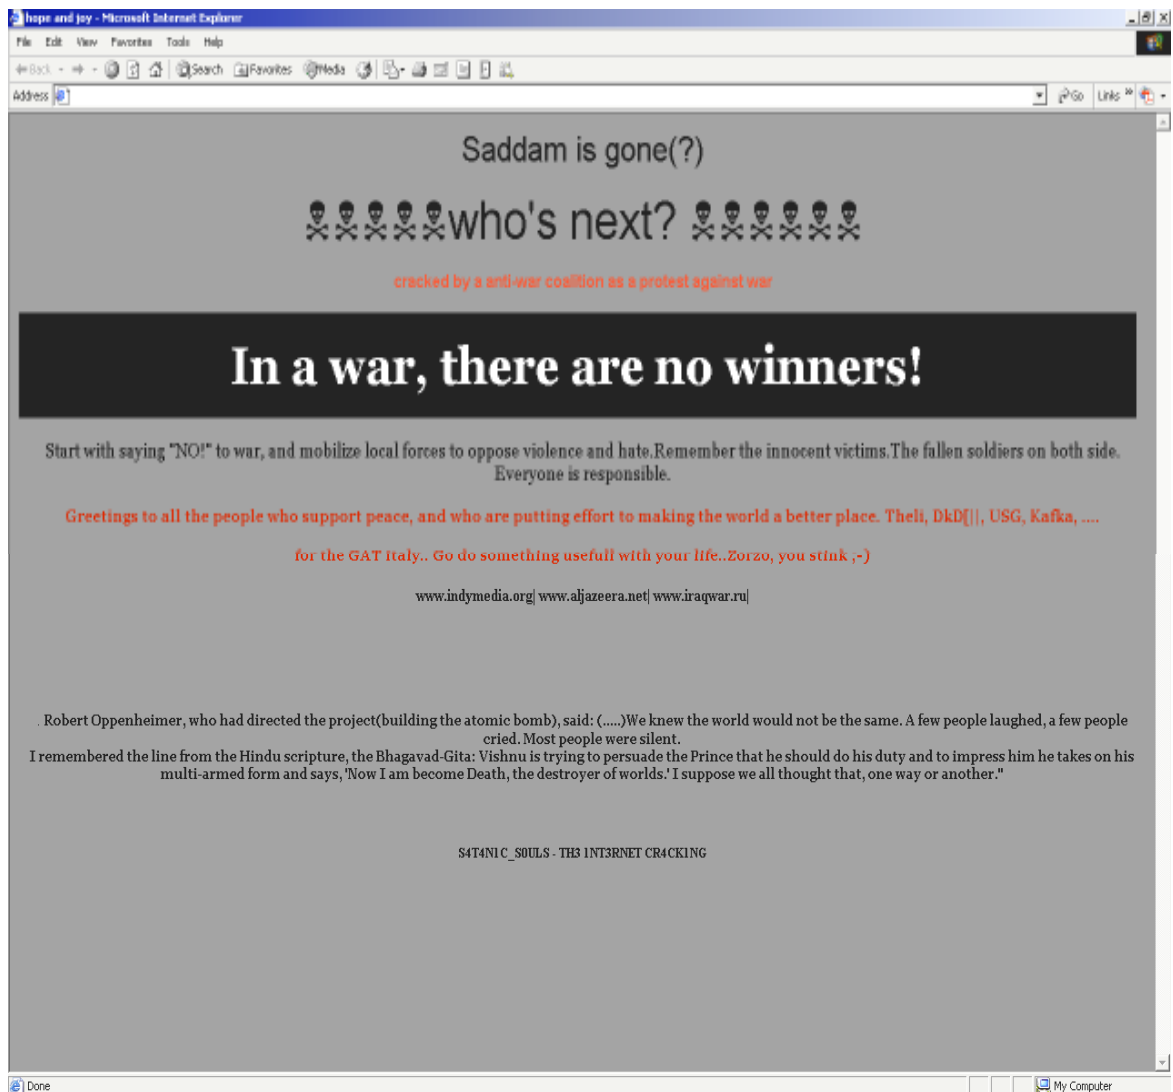 hope and joy - Microsoft Internet Explorer
File Edit View Favorites Tools Help
Back Search Favorites Media
Address Go Links »
Saddam is gone(?)
☠☠☠☠☠who's next? ☠☠☠☠☠☠
cracked by a anti-war coalition as a protest against war
In a war, there are no winners!
Start with saying "NO!" to war, and mobilize local forces to oppose violence and hate.Remember the innocent victims.The fallen soldiers on both side.
Everyone is responsible.
Greetings to all the people who support peace, and who are putting effort to making the world a better place. Theli, DkD[||, USG, Kafka, ....
for the GAT Italy.. Go do something usefull with your life..Zorzo, you stink ;-)
www.indymedia.org| www.aljazeera.net| www.iraqwar.ru|
. Robert Oppenheimer, who had directed the project(building the atomic bomb), said: (.....)We knew the world would not be the same. A few people laughed, a few people
cried. Most people were silent.
I remembered the line from the Hindu scripture, the Bhagavad-Gita: Vishnu is trying to persuade the Prince that he should do his duty and to impress him he takes on his
multi-armed form and says, 'Now I am become Death, the destroyer of worlds.' I suppose we all thought that, one way or another."
S4T4N1C_S0ULS - TH3 1NT3RNET CR4CK1NG
Done My Computer